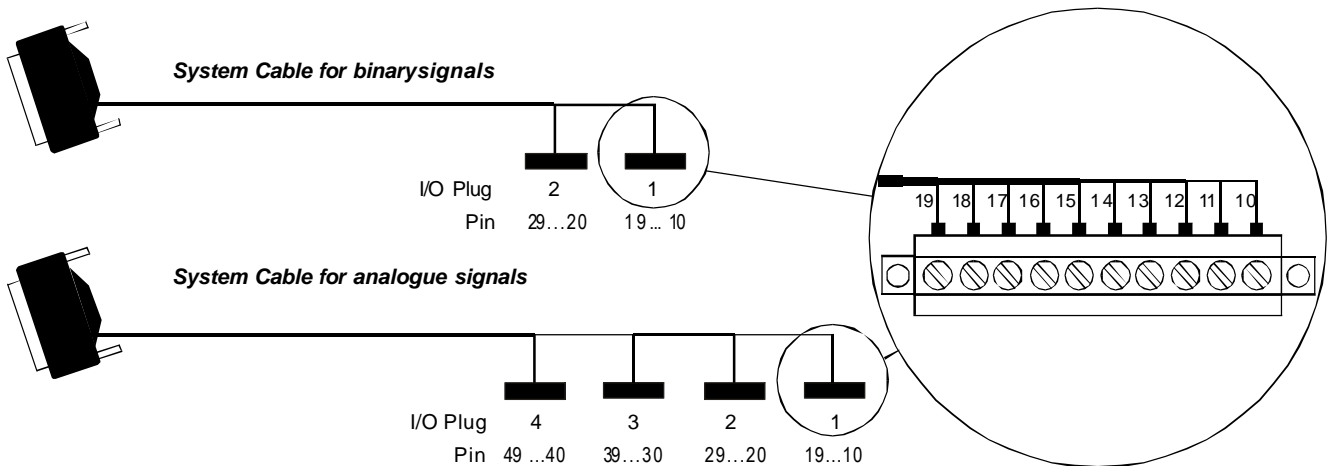 System Cable for binarysignals
I/O Plug 2 1
Pin 29...20 19... 10
19 18 17 16 15 14 13 12 11 10
System Cable for analogue signals
I/O Plug 4 3 2 1
Pin 49 ...40 39...30 29...20 19...10